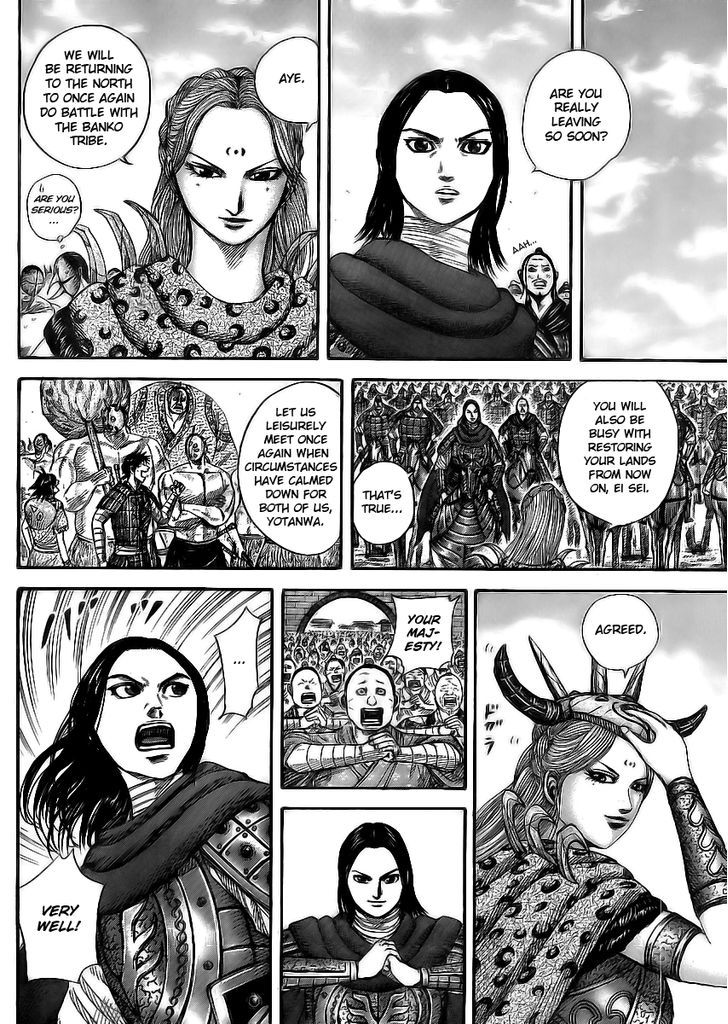 ARE YOU
REALLY
LEAVING
SO SOON?
AAH...
AYE.
WE WILL
BE RETURNING
TO THE NORTH
TO ONCE AGAIN
DO BATTLE WITH
THE BANKO
TRIBE.
ARE YOU
SERIOUS?
...
YOU WILL
ALSO BE
BUSY WITH
RESTORING
YOUR LANDS
FROM NOW
ON, EI SEI.
THAT'S
TRUE...
LET US
LEISURELY
MEET ONCE
AGAIN WHEN
CIRCUMSTANCES
HAVE CALMED
DOWN FOR
BOTH OF US,
YOTANWA.
AGREED.
YOUR
MAJ-
ESTY!
...
VERY
WELL!